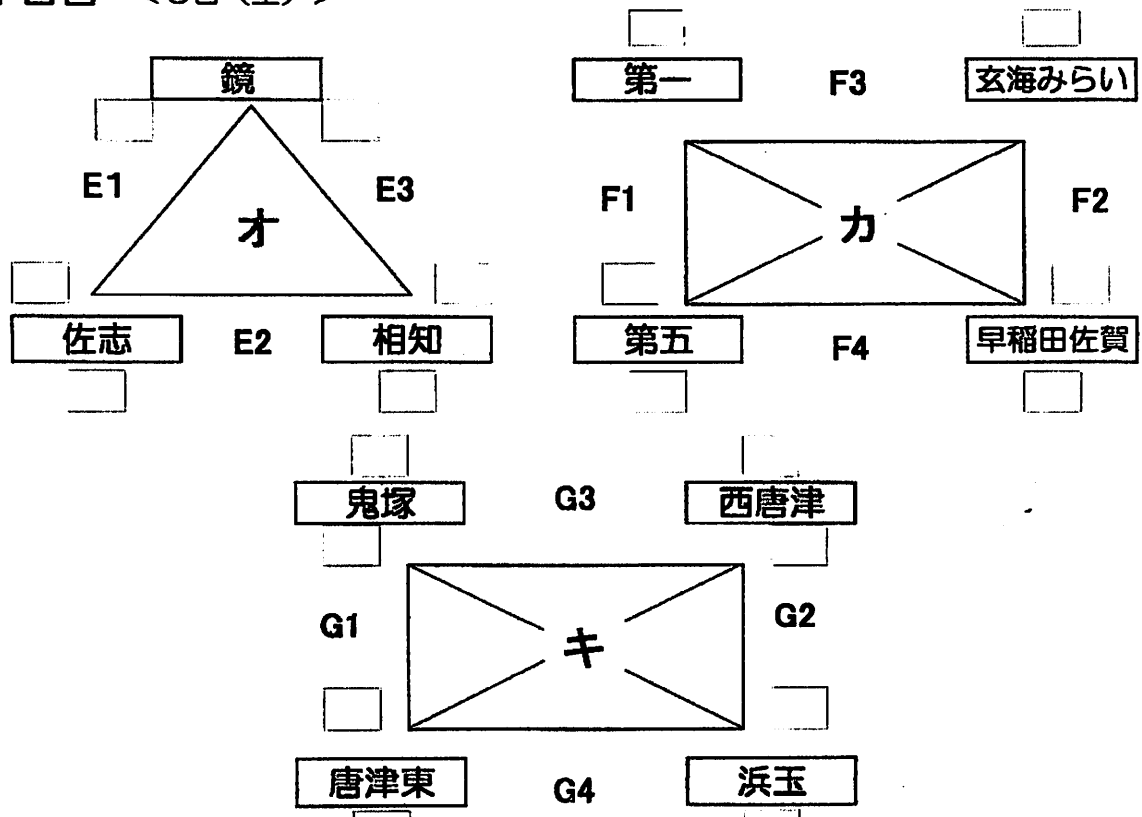 鏡
E1
E3
オ
佐志
E2
相知
第一
F3
玄海みらい
F1
カ
F2
第五
F4
早稲田佐賀
鬼塚
G3
西唐津
G1
キ
G2
唐津東
G4
浜玉